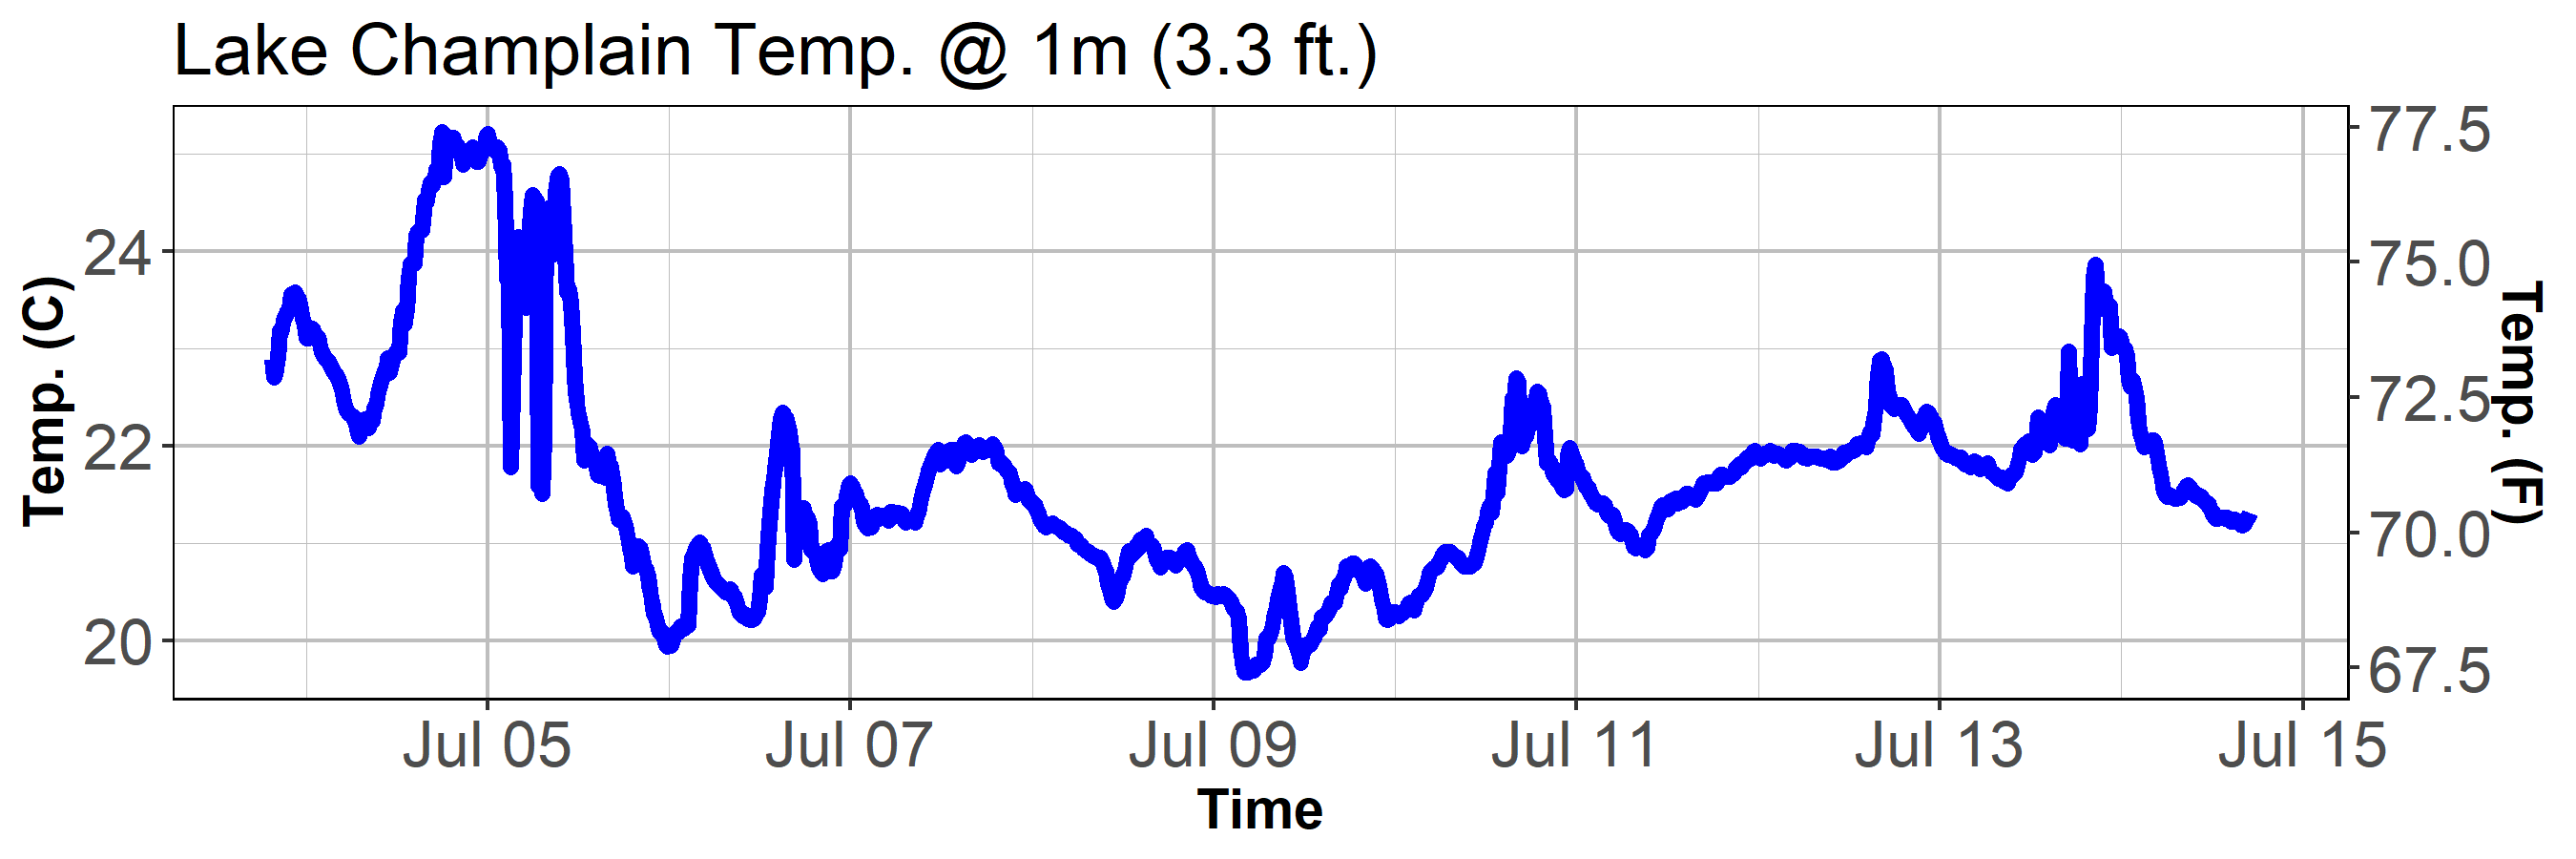 Lake Champlain Temp. @ 1m (3.3 ft.)
Temp. (C)
24
22
20
77.5
75.0
72.5
70.0
67.5
Temp. (F)
Jul 05 Jul 07 Jul 09 Jul 11 Jul 13 Jul 15
Time